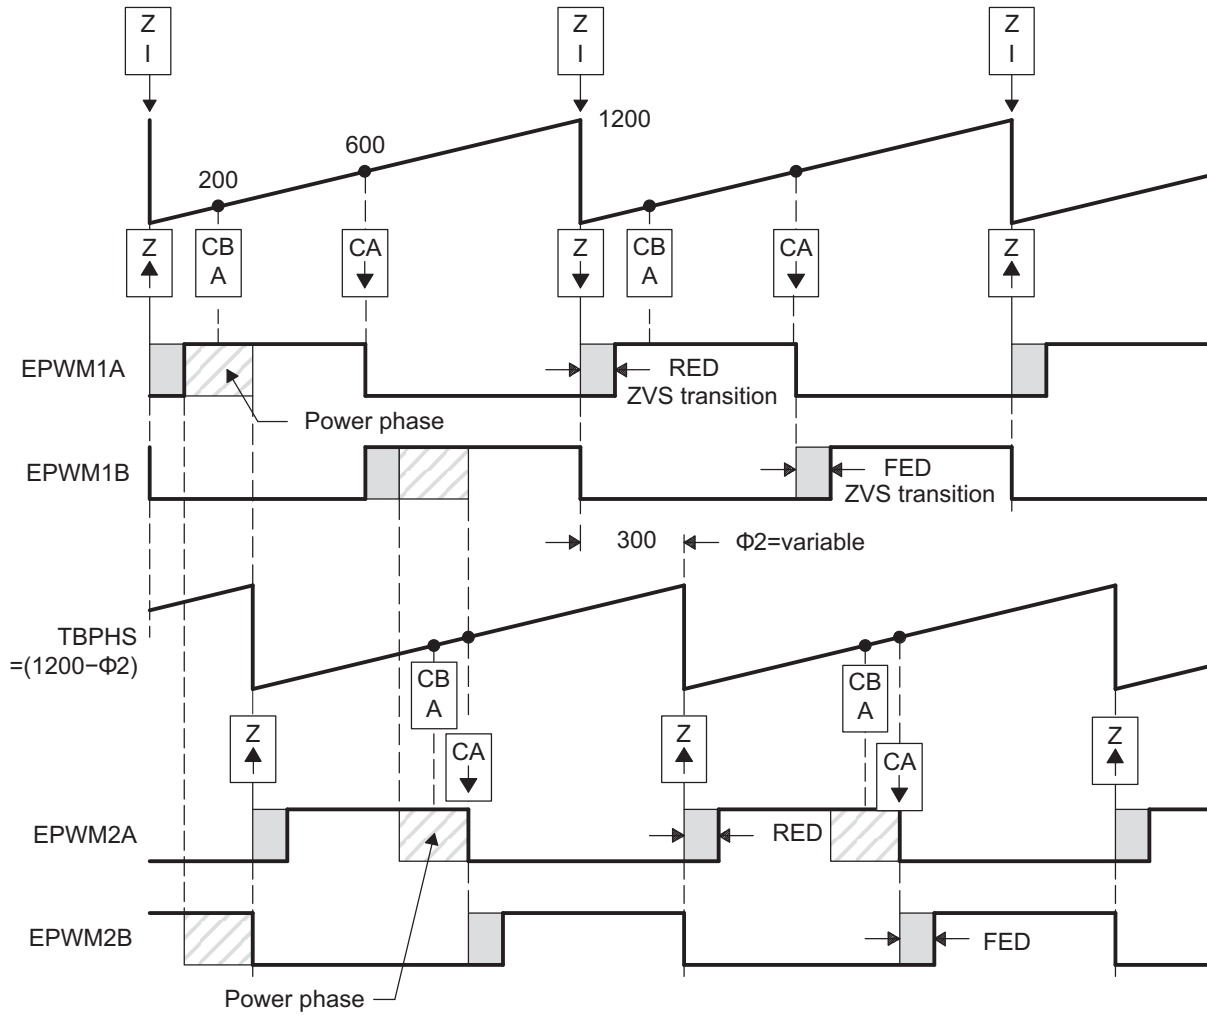 Z
I
Z
I
Z
I
1200
600
200
Z
CB
A
CA
Z
CB
A
CA
Z
EPWM1A
RED
ZVS transition
Power phase
EPWM1B
FED
ZVS transition
300
Φ2=variable
TBPHS
=(1200−Φ2)
CB
A
CB
A
Z
CA
Z
CA
Z
EPWM2A
RED
EPWM2B
FED
Power phase